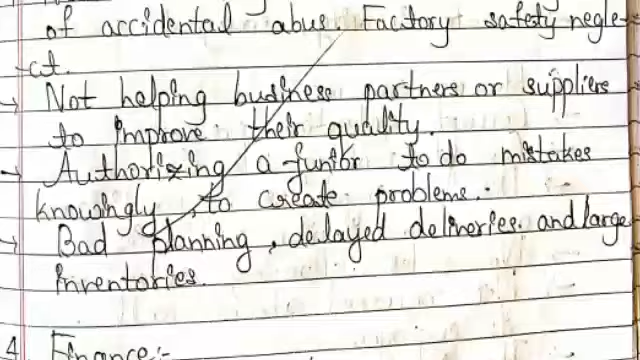 of accidental abus Factory safesty negle-
ct.
→ Not helping business partners or suppliers
to improve their quality.
→ Authorizing a junior to do mistakes
knowingly, to create problems.
→ Bad planning, delayed deliveries and large
inventories.
4 Finance:-